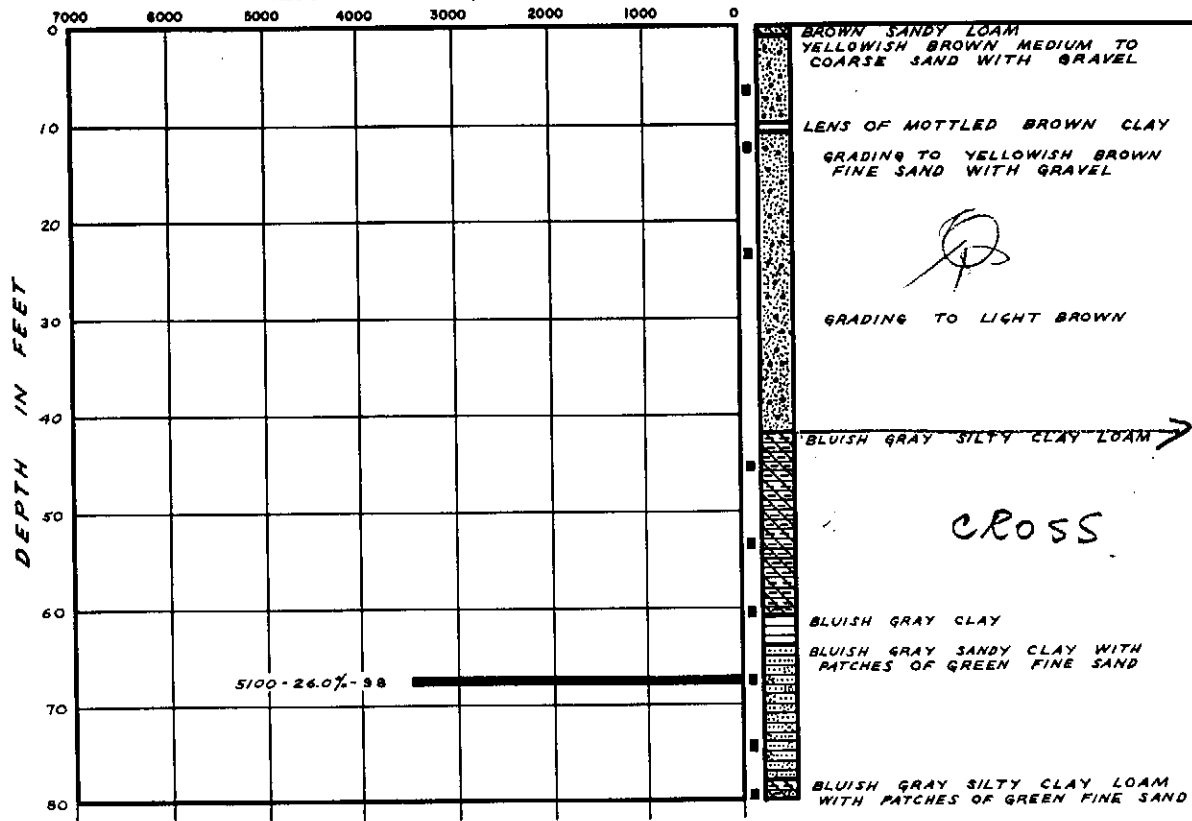 7000 6000 5000 4000 3000 2000 1000 0
0
10
20
30
40
50
60
70
80
DEPTH IN FEET
5100-26.0%-98
BROWN SANDY LOAM
YELLOWISH BROWN MEDIUM TO
COARSE SAND WITH GRAVEL
LENS OF MOTTLED BROWN CLAY
GRADING TO YELLOWISH BROWN
FINE SAND WITH GRAVEL
GRADING TO LIGHT BROWN
BLUISH GRAY SILTY CLAY LOAM
CROSS
BLUISH GRAY CLAY
BLUISH GRAY SANDY CLAY WITH
PATCHES OF GREEN FINE SAND
BLUISH GRAY SILTY CLAY LOAM
WITH PATCHES OF GREEN FINE SAND